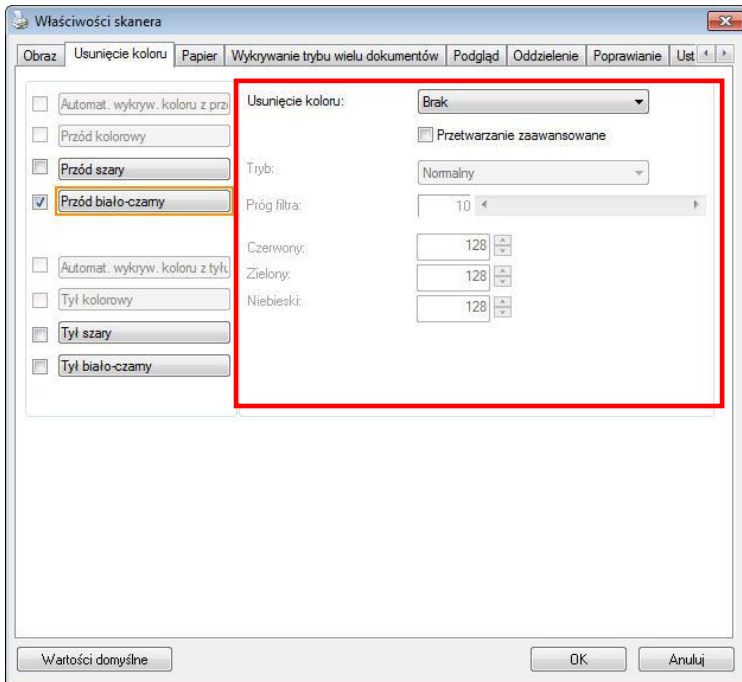 Właściwości skanera
Obraz Usunięcie koloru Papier Wykrywanie trybu wielu dokumentów Podgląd Oddzielenie Poprawianie Ust
Automat. wykryw. koloru z prz
Przód kolorowy
Przód szary
Przód biało-czarny
Automat. wykryw. koloru z tyłu
Tył kolorowy
Tył szary
Tył biało-czarny
Usunięcie koloru: Brak
Przetwarzanie zaawansowane
Tryb: Normalny
Próg filtra: 10
Czerwony: 128
Zielony: 128
Niebieski: 128
Wartości domyślne OK Anuluj